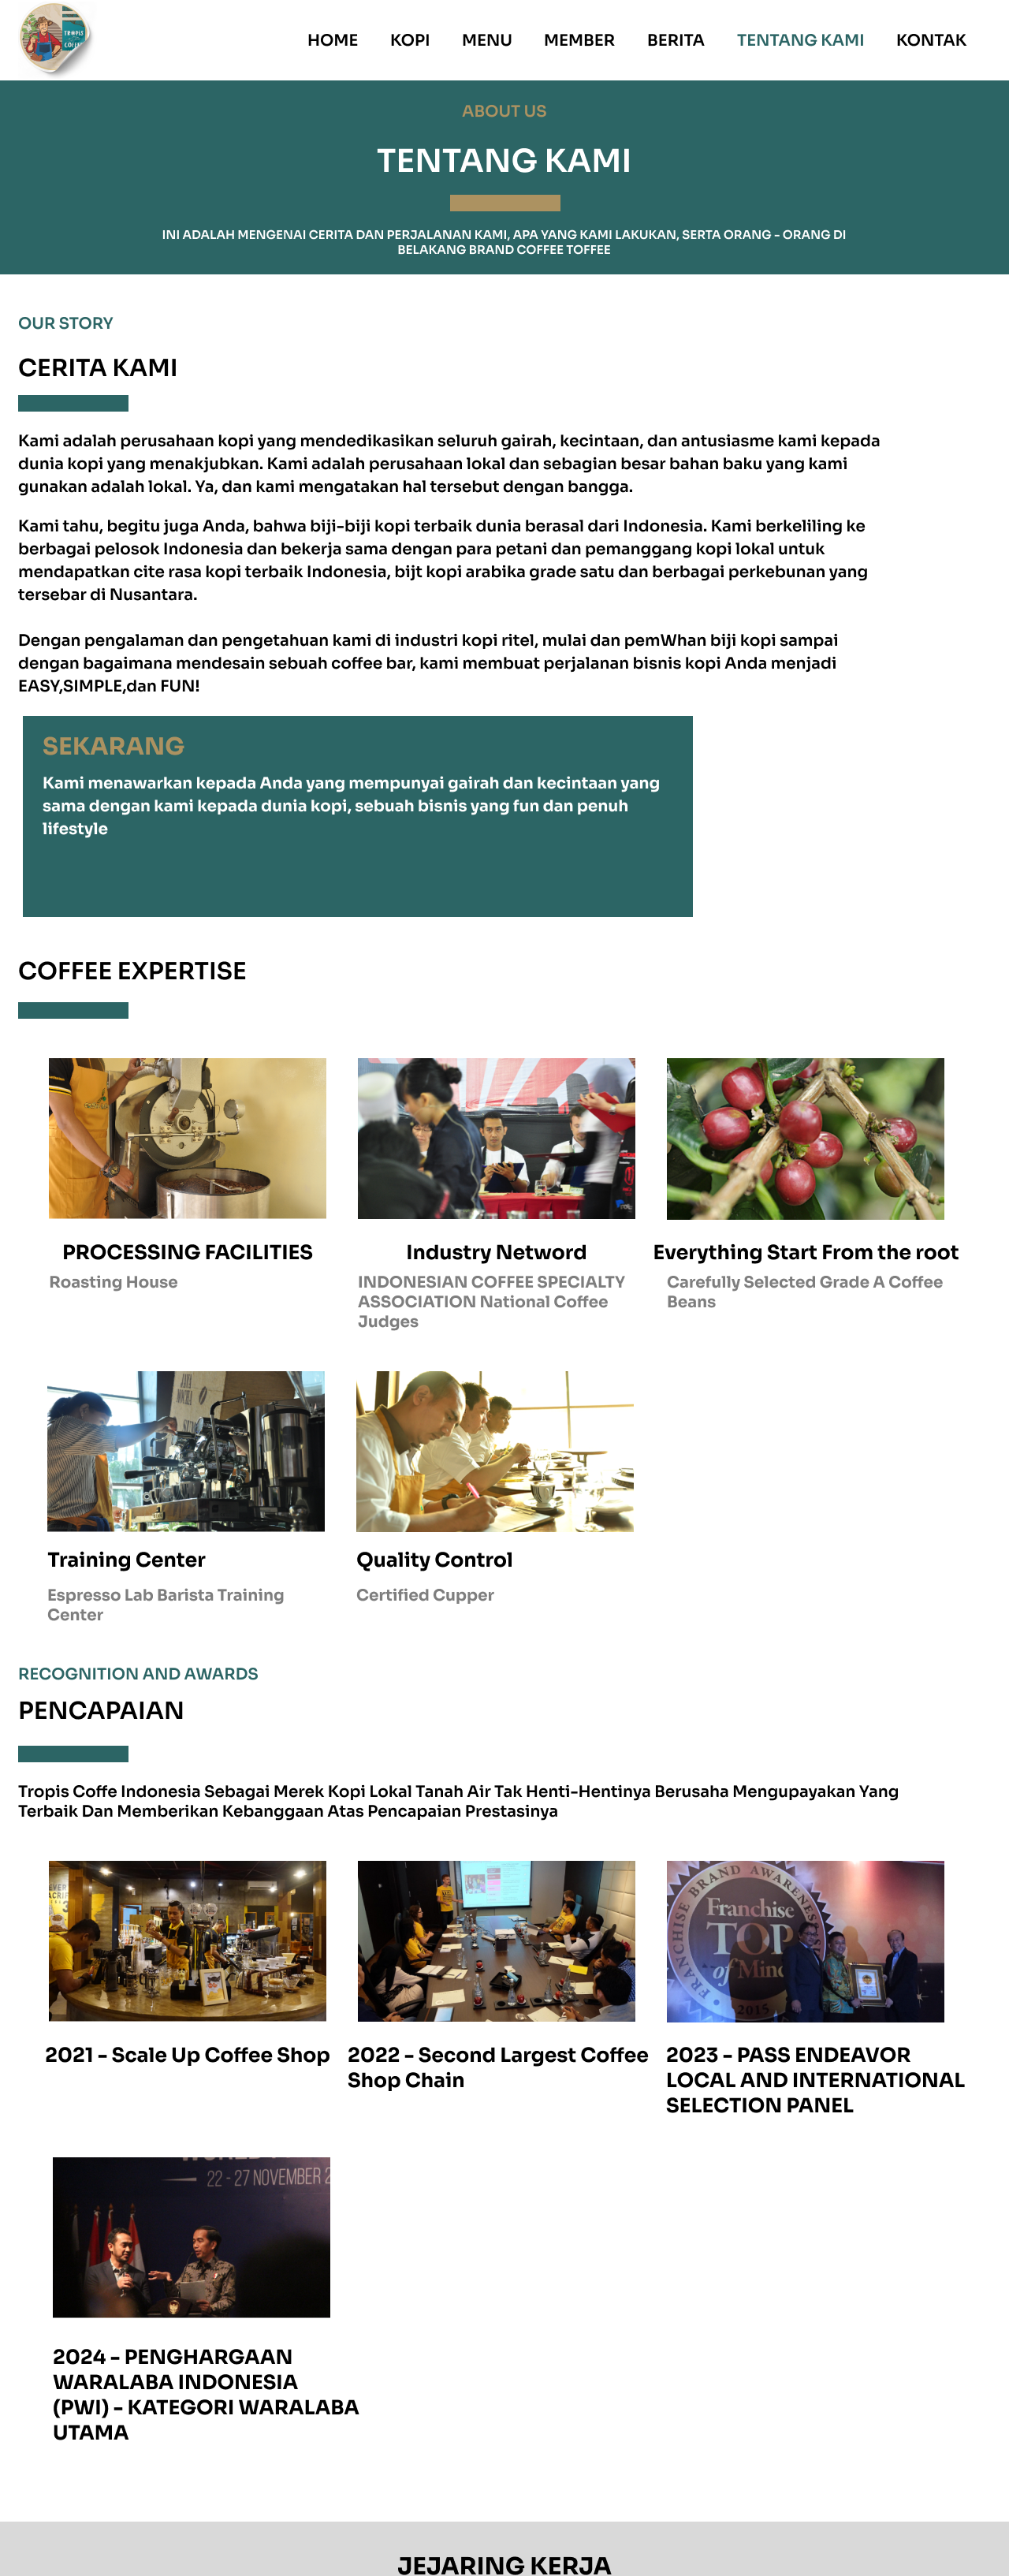 TROPIS
HOME KOPI MENU MEMBER BERITA TENTANG KAMI KONTAK
ABOUT US
TENTANG KAMI
INI ADALAH MENGENAI CERITA DAN PERJALANAN KAMI, APA YANG KAMI LAKUKAN, SERTA ORANG - ORANG DI
BELAKANG BRAND COFFEE TOFFEE
OUR STORY
CERITA KAMI
Kami adalah perusahaan kopi yang mendedikasikan seluruh gairah, kecintaan, dan antusiasme kami kepada
dunia kopi yang menakjubkan. Kami adalah perusahaan lokal dan sebagian besar bahan baku yang kami
gunakan adalah lokal. Ya, dan kami mengatakan hal tersebut dengan bangga.
Kami tahu, begitu juga Anda, bahwa biji-biji kopi terbaik dunia berasal dari Indonesia. Kami berkeliling ke
berbagai pelosok Indonesia dan bekerja sama dengan para petani dan pemanggang kopi lokal untuk
mendapatkan cite rasa kopi terbaik Indonesia, bijt kopi arabika grade satu dan berbagai perkebunan yang
tersebar di Nusantara.
Dengan pengalaman dan pengetahuan kami di industri kopi ritel, mulai dan pemWhan biji kopi sampai
dengan bagaimana mendesain sebuah coffee bar, kami membuat perjalanan bisnis kopi Anda menjadi
EASY,SIMPLE,dan FUN!
SEKARANG
Kami menawarkan kepada Anda yang mempunyai gairah dan kecintaan yang
sama dengan kami kepada dunia kopi, sebuah bisnis yang fun dan penuh
lifestyle
COFFEE EXPERTISE
PROCESSING FACILITIES
Roasting House
Industry Netword
INDONESIAN COFFEE SPECIALTY
ASSOCIATION National Coffee
Judges
Everything Start From the root
Carefully Selected Grade A Coffee
Beans
Training Center
Espresso Lab Barista Training
Center
Quality Control
Certified Cupper
RECOGNITION AND AWARDS
PENCAPAIAN
Tropis Coffe Indonesia Sebagai Merek Kopi Lokal Tanah Air Tak Henti-Hentinya Berusaha Mengupayakan Yang
Terbaik Dan Memberikan Kebanggaan Atas Pencapaian Prestasinya
FRANCHISE BRAND AWARENESS
Franchise
TOP
of Mind
2015
2021 - Scale Up Coffee Shop
2022 - Second Largest Coffee
Shop Chain
2023 - PASS ENDEAVOR
LOCAL AND INTERNATIONAL
SELECTION PANEL
22 - 27 NOVEMBER
2024 - PENGHARGAAN
WARALABA INDONESIA
(PWI) - KATEGORI WARALABA
UTAMA
JEJARING KERJA